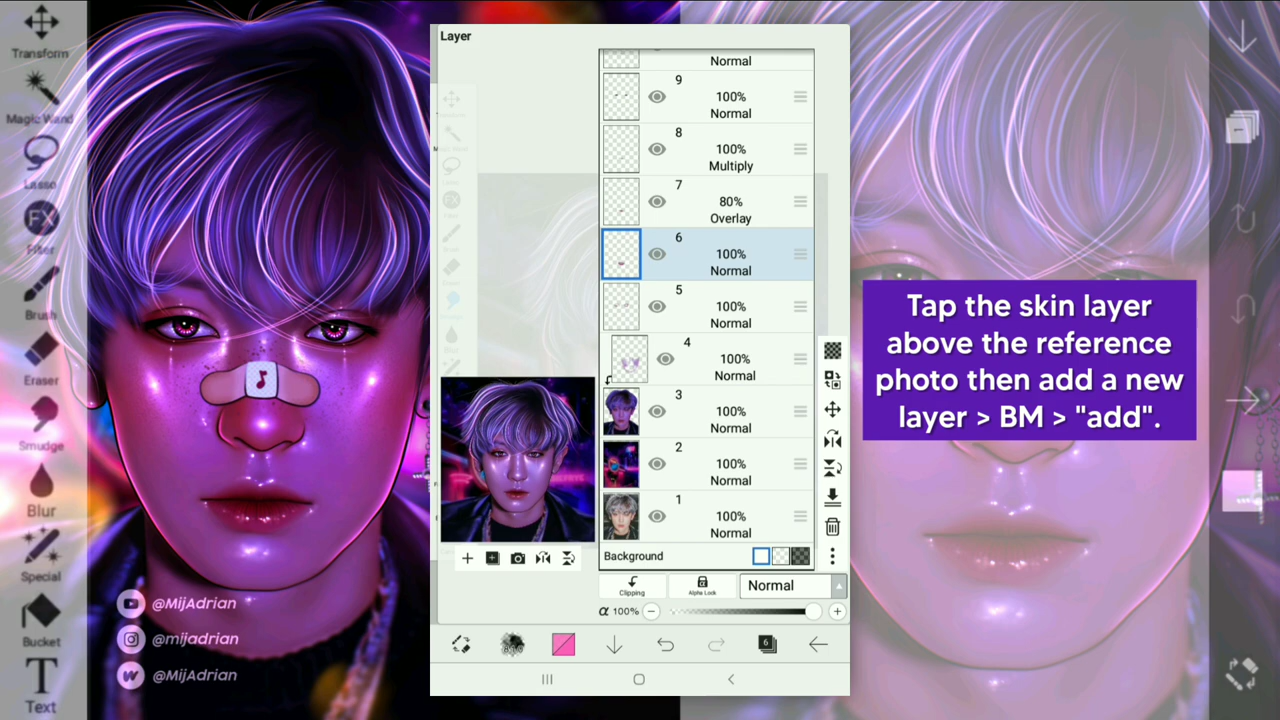 Transform
Magic Wand
Lasso
FX
Filter
Brush
Eraser
Smudge
Blur
Special
Bucket
T
Text
@MijAdrian
@mijadrian
@MijAdrian
Layer
Normal
9
100%
Normal
8
100%
Multiply
7
80%
Overlay
6
100%
Normal
5
100%
Normal
4
100%
Normal
3
100%
Normal
2
100%
Normal
1
100%
Normal
Background
Clipping
Alpha Lock
Normal
α 100%
6
Tap the skin layer
above the reference
photo then add a new
layer > BM > "add".
1